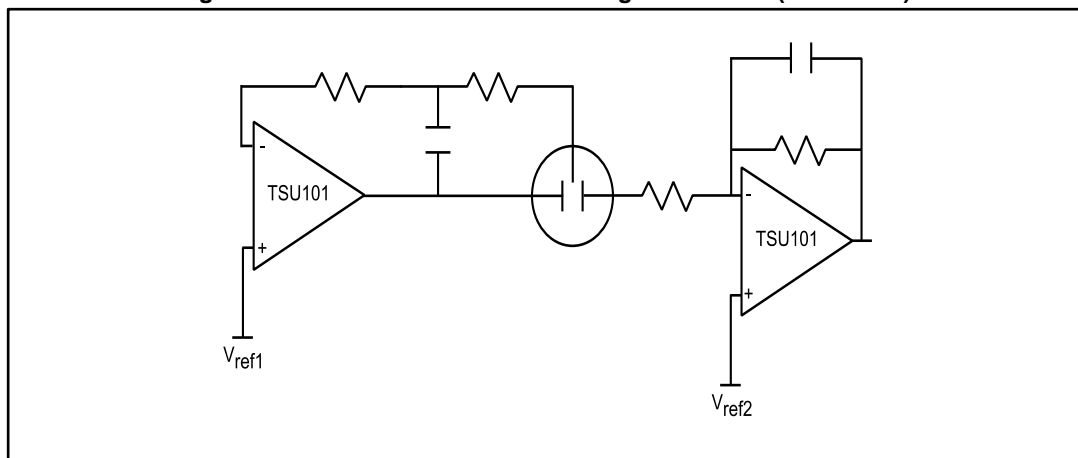 -
TSU101
+
Vref1
-
TSU101
+
Vref2